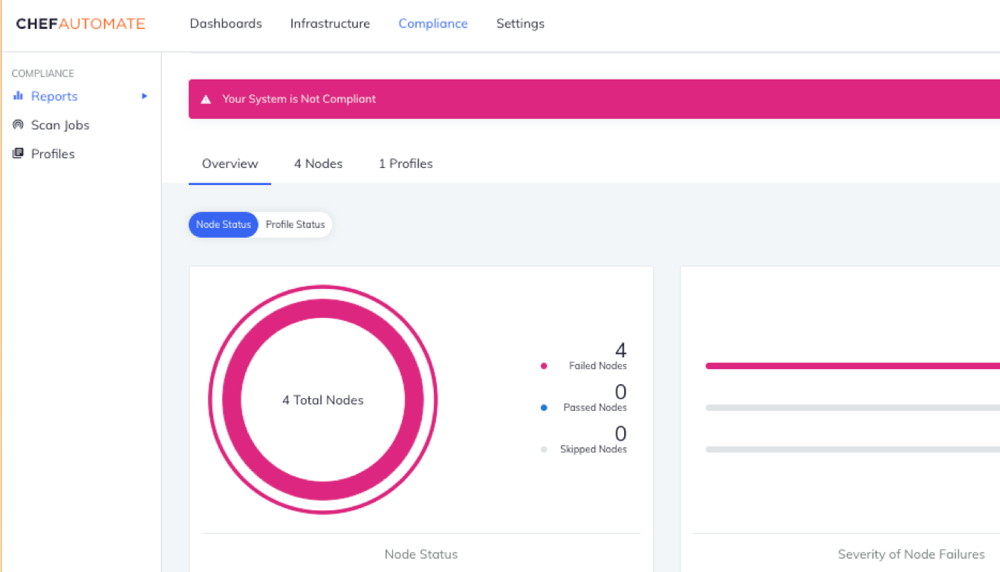 CHEFAUTOMATE Dashboards Infrastructure Compliance Settings
COMPLIANCE
Reports
Scan Jobs
Profiles
Your System is Not Compliant
Overview 4 Nodes 1 Profiles
Node Status Profile Status
4 Total Nodes
4
Failed Nodes
0
Passed Nodes
0
Skipped Nodes
Node Status
Severity of Node Failures